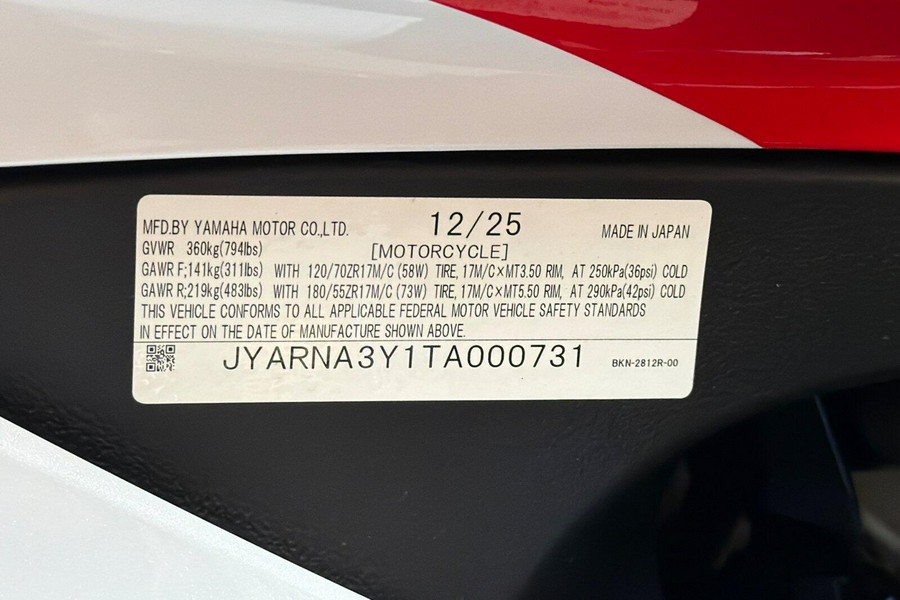 MFD.BY YAMAHA MOTOR CO.,LTD. 12/25 MADE IN JAPAN
GVWR 360kg(794lbs) [MOTORCYCLE]
GAWR F;141kg(311lbs) WITH 120/70ZR17M/C (58W) TIRE, 17M/C×MT3.50 RIM, AT 250kPa(36psi) COLD
GAWR R;219kg(483lbs) WITH 180/55ZR17M/C (73W) TIRE, 17M/C×MT5.50 RIM, AT 290kPa(42psi) COLD
THIS VEHICLE CONFORMS TO ALL APPLICABLE FEDERAL MOTOR VEHICLE SAFETY STANDARDS
IN EFFECT ON THE DATE OF MANUFACTURE SHOWN ABOVE.
JYARNA3Y1TA000731 BKN-2812R-00